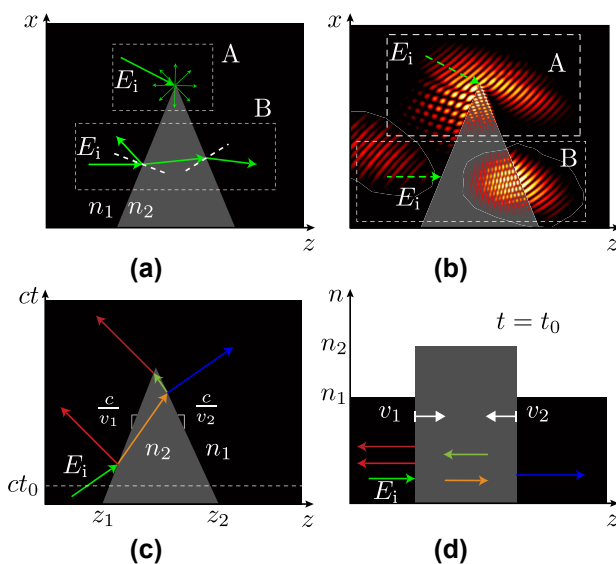 x
A
E_i
B
E_i
n_1 n_2
z
(a)
x
E_i
A
B
E_i
z
(b)
ct
c/v_1
c/v_2
n_2
n_1
E_i
ct_0
z_1
z_2
z
(c)
n
t = t_0
n_2
n_1
v_1
v_2
E_i
z
(d)